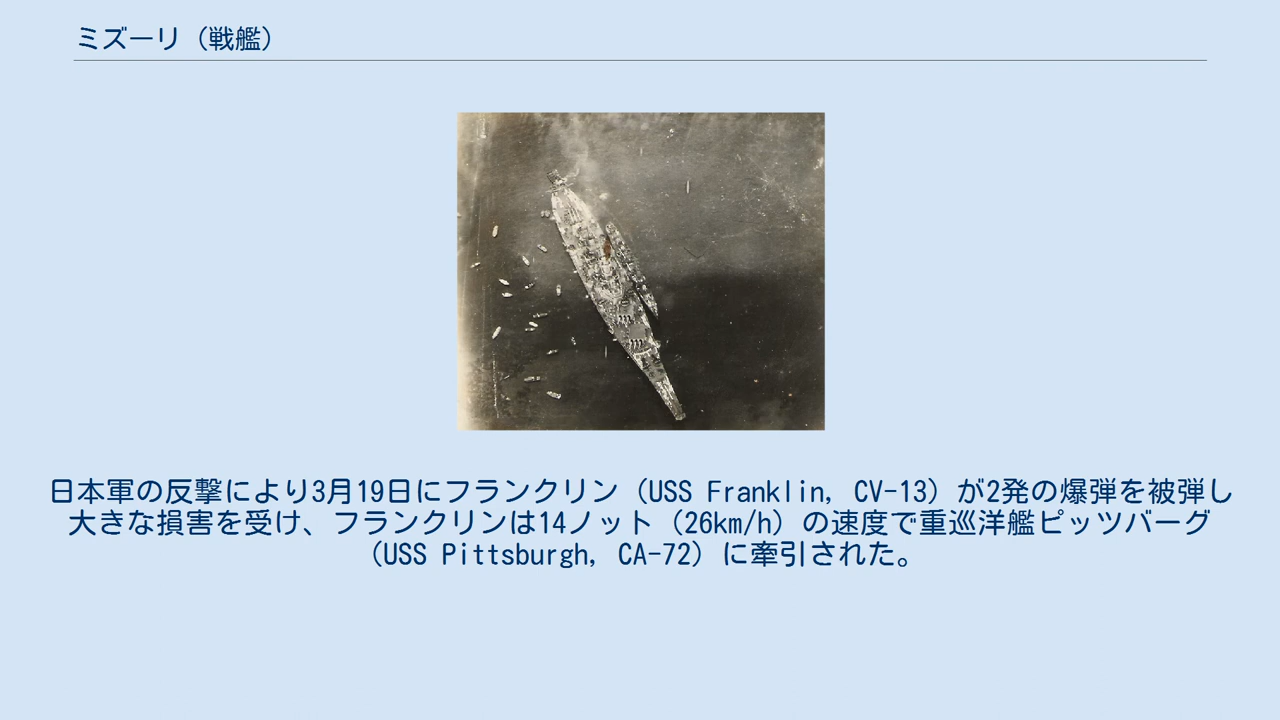 ミズーリ（戦艦）
日本軍の反撃により3月19日にフランクリン（USS Franklin, CV-13）が2発の爆弾を被弾し
大きな損害を受け、フランクリンは14ノット（26km/h）の速度で重巡洋艦ピッツバーグ
（USS Pittsburgh, CA-72）に牽引された。